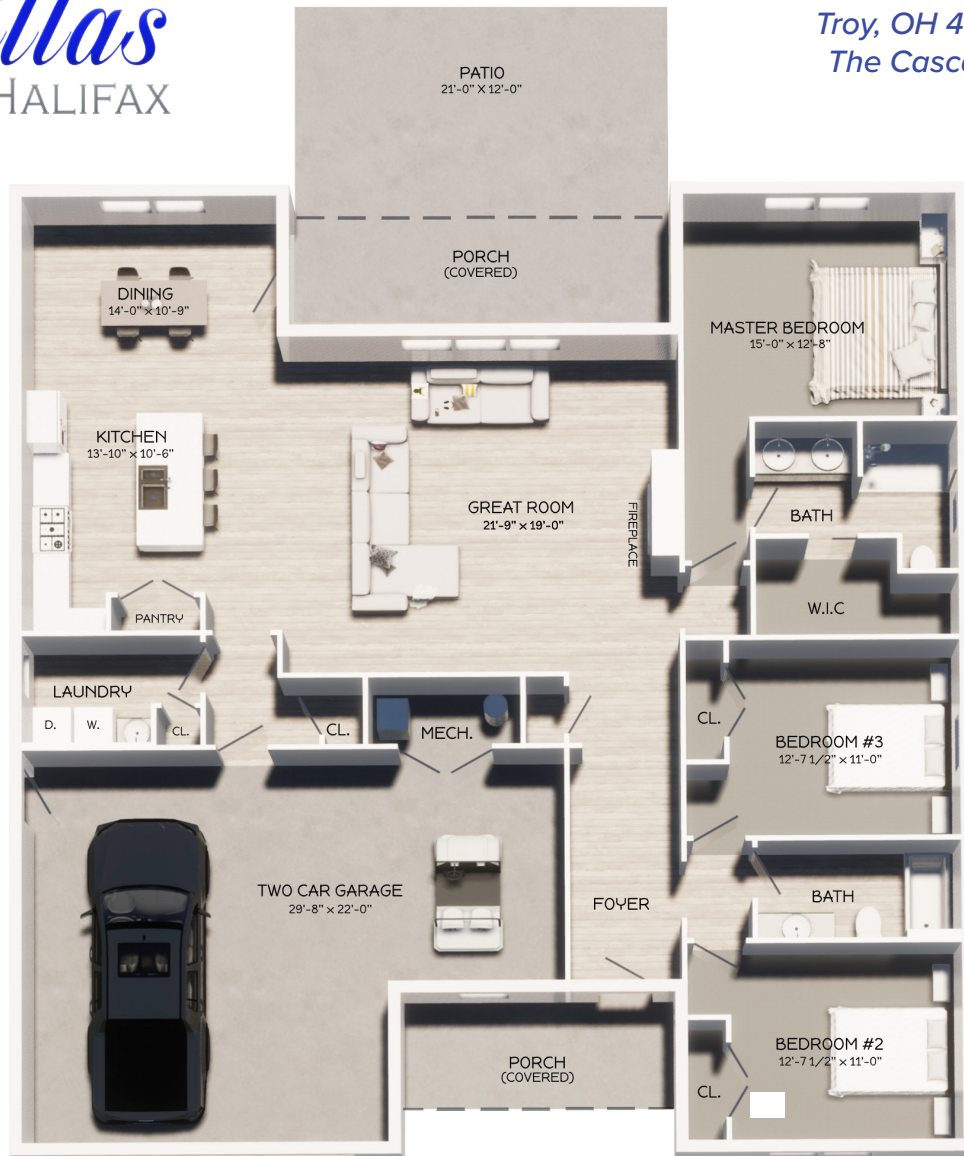 HALIFAX
Troy, OH
The
PATIO
21'-0" X 12'-0"
PORCH
(COVERED)
DINING
14'-0" x 10'-9"
MASTER BEDROOM
15'-0" x 12'-8"
KITCHEN
13'-10" x 10'-6"
GREAT ROOM
21'-9" x 19'-0"
FIREPLACE
BATH
W.I.C
PANTRY
LAUNDRY
D.
W.
CL.
CL.
MECH.
CL.
BEDROOM #3
12'-7 1/2" x 11'-0"
TWO CAR GARAGE
29'-8" x 22'-0"
FOYER
BATH
BEDROOM #2
12'-7 1/2" x 11'-0"
PORCH
(COVERED)
CL.